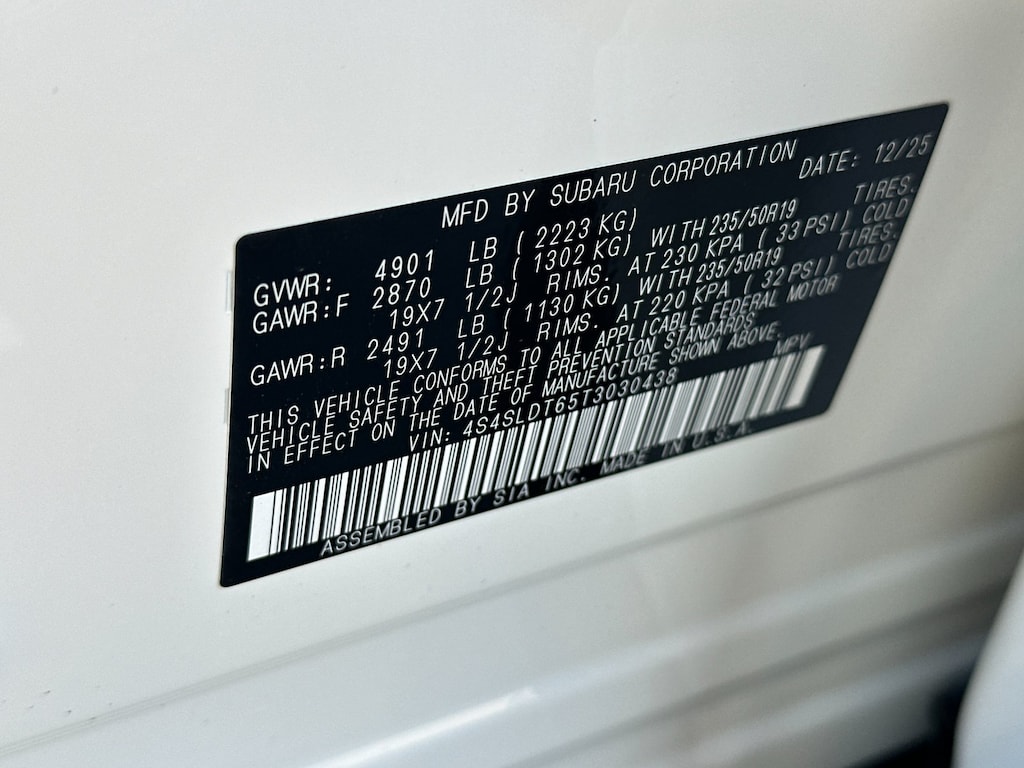 MFD BY SUBARU CORPORATION DATE: 12/25
GVWR: 4901 LB ( 2223 KG)
GAWR:F 2870 LB ( 1302 KG) WITH 235/50R19 TIRES.
19X7 1/2J RIMS. AT 230 KPA ( 33 PSI) COLD
GAWR:R 2491 LB ( 1130 KG) WITH 235/50R19 TIRES.
19X7 1/2J RIMS. AT 220 KPA ( 32 PSI) COLD
THIS VEHICLE CONFORMS TO ALL APPLICABLE FEDERAL MOTOR
VEHICLE SAFETY AND THEFT PREVENTION STANDARDS
IN EFFECT ON THE DATE OF MANUFACTURE SHOWN ABOVE.
VIN: 4S4SLDT65T3030438 MPV
ASSEMBLED BY SIA INC. MADE IN U.S.A.